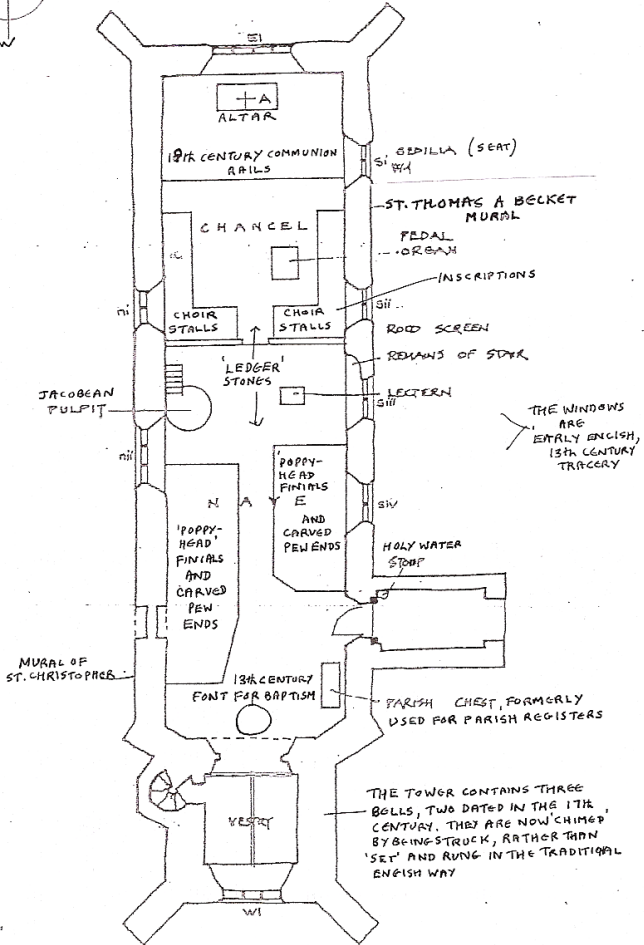 EI
A
ALTAR
19th CENTURY COMMUNION
RAILS
Si
SEDILLA (SEAT)
ST. THOMAS A BECKET
MURAL
CHANCEL
PEDAL
ORGAN
INSCRIPTIONS
ni
CHOIR
STALLS
CHOIR
STALLS
Sii
ROOD SCREEN
'LEDGER'
STONES
REMAINS OF STAIR
JACOBEAN
PULPIT
LECTERN
Siii
THE WINDOWS
ARE
EARLY ENGISH,
13th CENTURY
TRACERY
nii
'POPPY-
HEAD
FINIALS
AND
CARVED
PEW ENDS
NAVE
SiV
'POPPY-
HEAD'
FINIALS
AND
CARVED
PEW
ENDS
HOLY WATER
STOUP
MURAL OF
ST. CHRISTOPHER
13th CENTURY
FONT FOR BAPTISM
PARISH CHEST, FORMERLY
USED FOR PARISH REGISTERS
VESTRY
THE TOWER CONTAINS THREE
BELLS, TWO DATED IN THE 17th
CENTURY. THEY ARE NOW 'CHIMED'
BY BEING STRUCK, RATHER THAN
'SET' AND RUNG IN THE TRADITIONAL
ENGISH WAY
WI